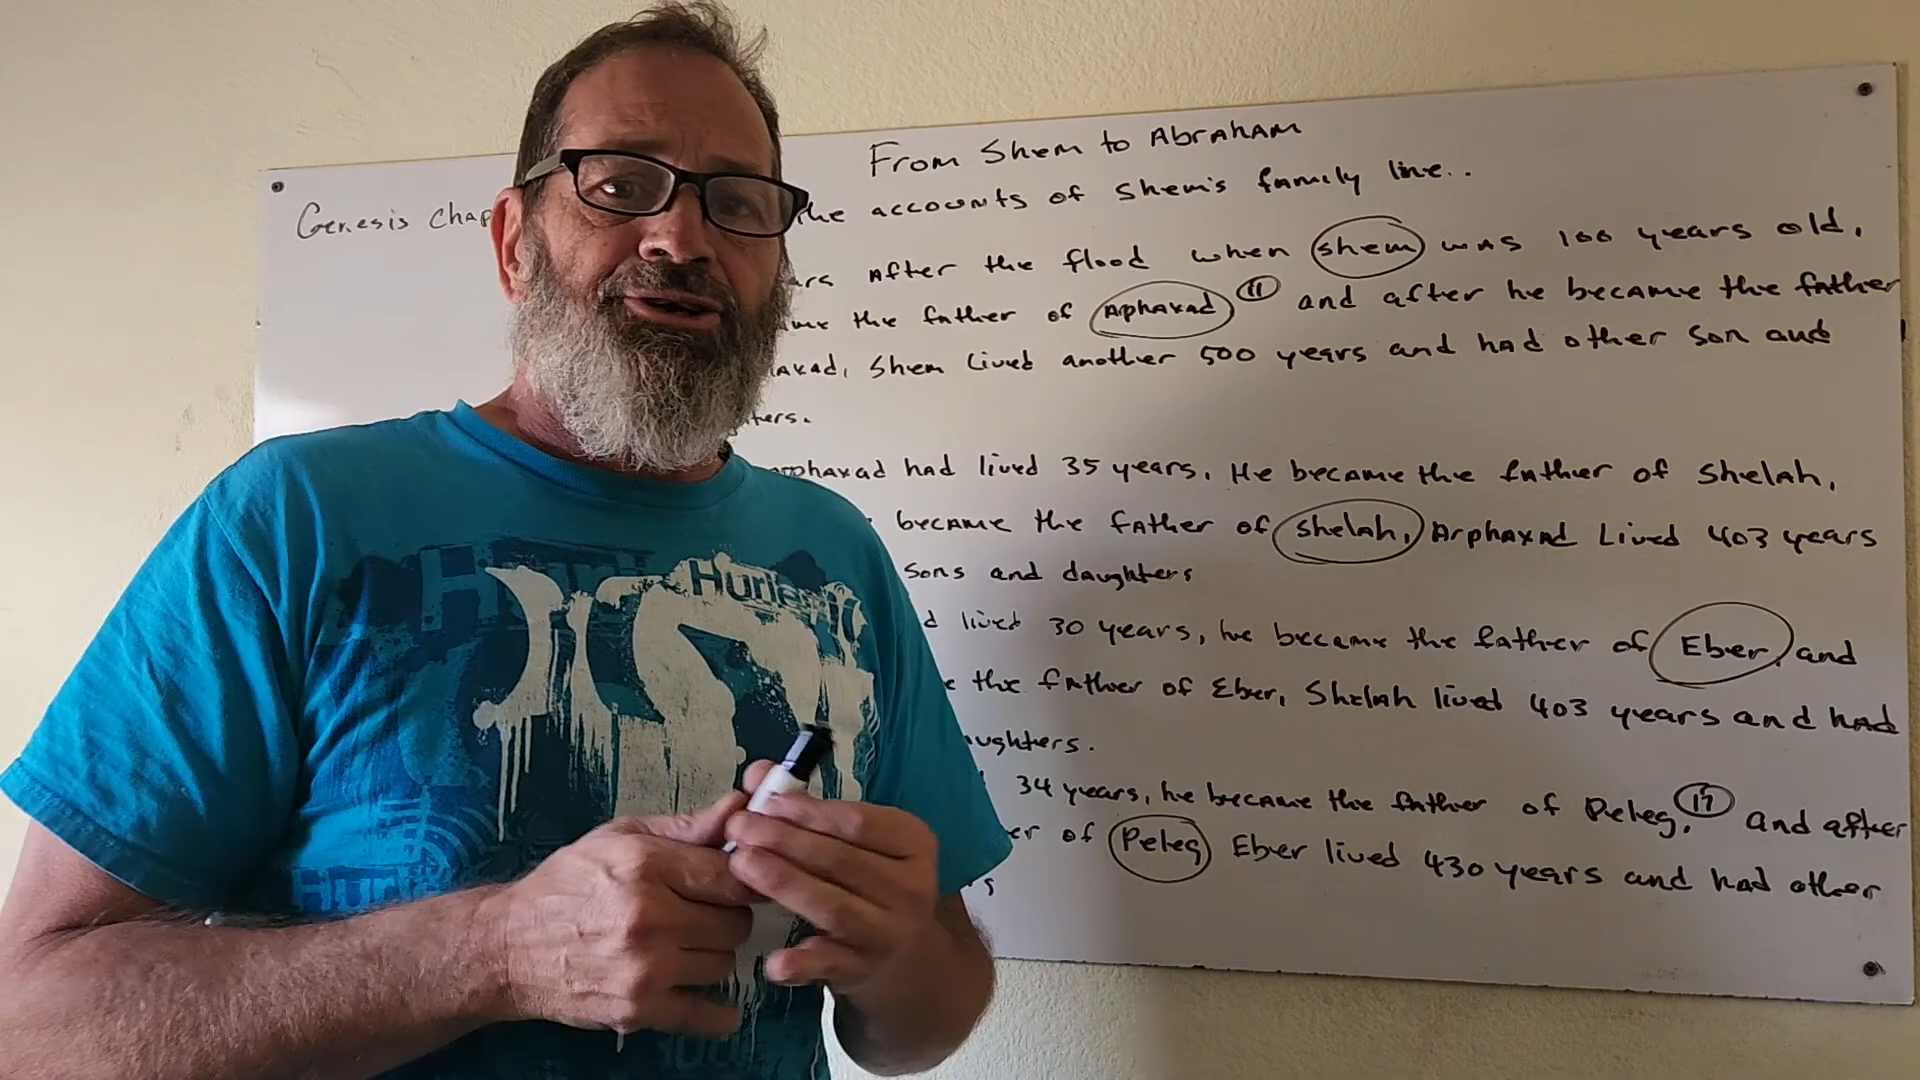 From Shem to Abraham
Genesis Chap the accounts of Shem's family line..
after the flood when Shem was 100 years old,
the father of Aphaxad 11 and after he became the father
Shem Lived another 500 years and had other son and
had lived 35 years. He became the father of Shelah,
became the father of Shelah, Arphaxad Lived 403 years
sons and daughters
lived 30 years, he became the father of Eber, and
the father of Eber, Shelah lived 403 years and had
34 years, he became the father of Peleg. 17 and after
of Peleg Eber lived 430 years and had other
Hurley